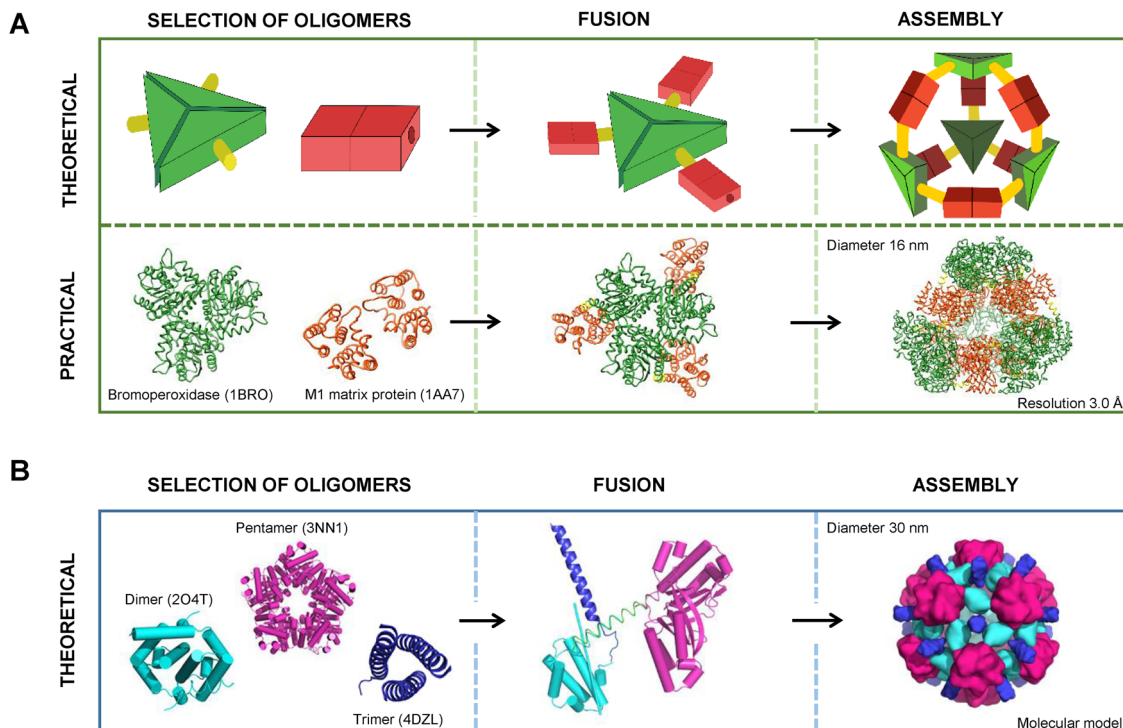 A
SELECTION OF OLIGOMERS
FUSION
ASSEMBLY
THEORETICAL
PRACTICAL
Bromoperoxidase (1BRO)
M1 matrix protein (1AA7)
Diameter 16 nm
Resolution 3.0 Å
B
SELECTION OF OLIGOMERS
FUSION
ASSEMBLY
THEORETICAL
Pentamer (3NN1)
Dimer (2O4T)
Trimer (4DZL)
Diameter 30 nm
Molecular model